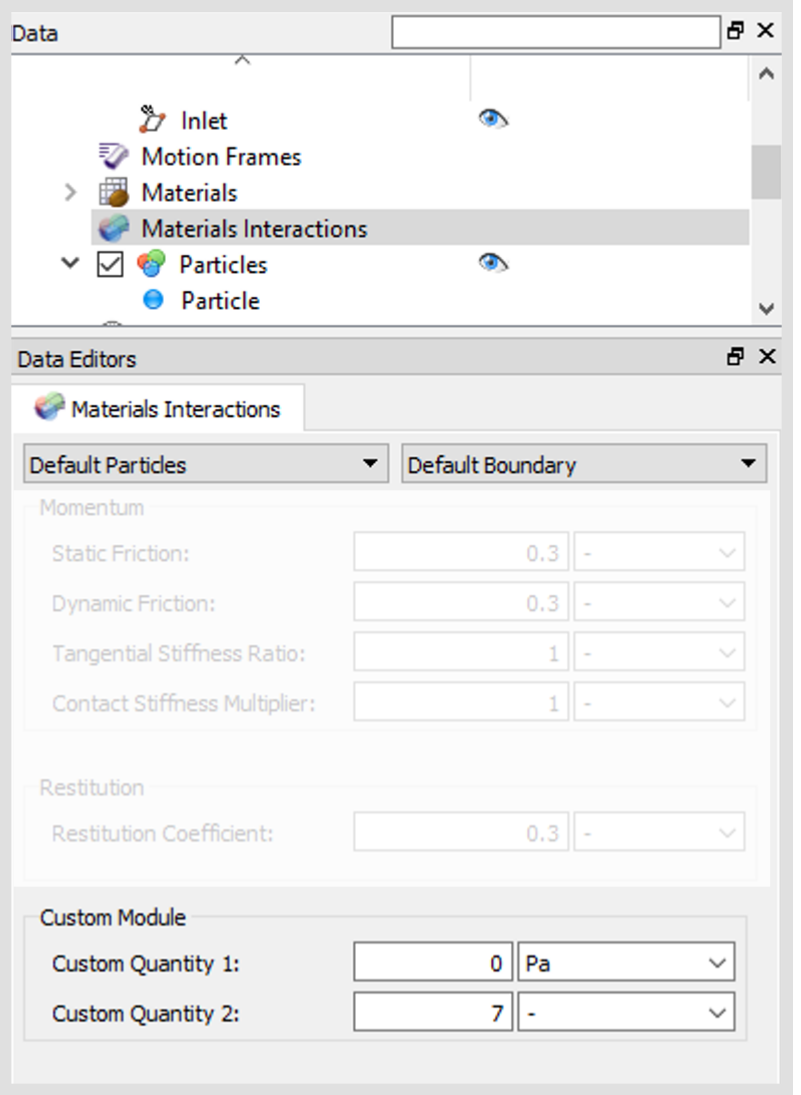 Data
Inlet
Motion Frames
Materials
Materials Interactions
Particles
Particle
Data Editors
Materials Interactions
Default Particles Default Boundary
Momentum
Static Friction: 0.3 -
Dynamic Friction: 0.3 -
Tangential Stiffness Ratio: 1 -
Contact Stiffness Multiplier: 1 -
Restitution
Restitution Coefficient: 0.3 -
Custom Module
Custom Quantity 1: 0 Pa
Custom Quantity 2: 7 -